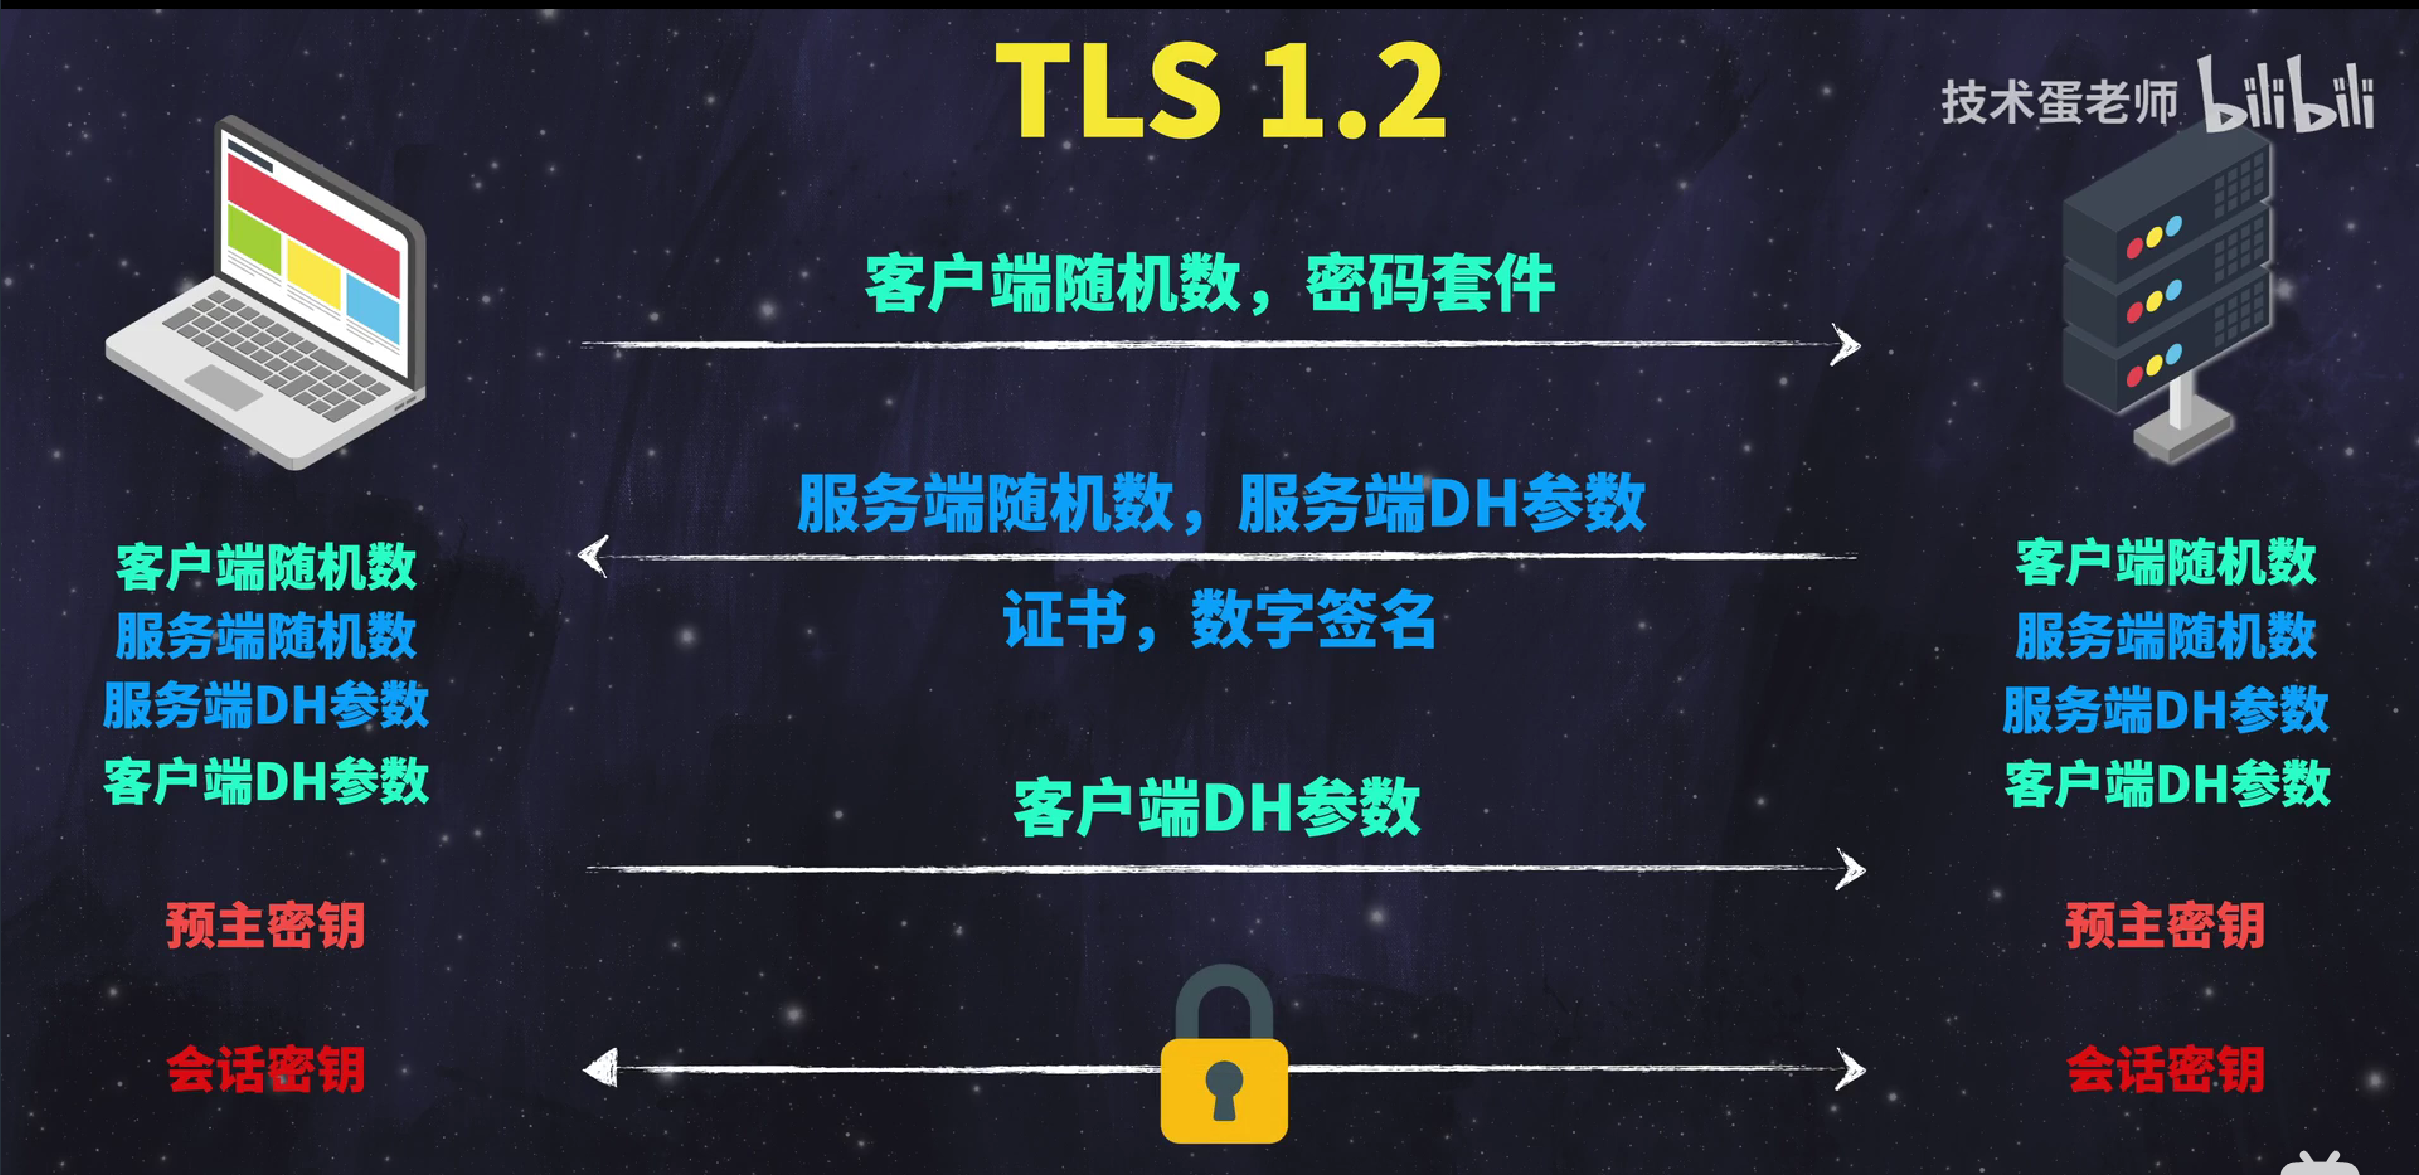 TLS 1.2
技术蛋老师 bilibili
客户端随机数，密码套件
服务端随机数，服务端DH参数
证书，数字签名
客户端DH参数
客户端随机数
服务端随机数
服务端DH参数
客户端DH参数
预主密钥
会话密钥
客户端随机数
服务端随机数
服务端DH参数
客户端DH参数
预主密钥
会话密钥